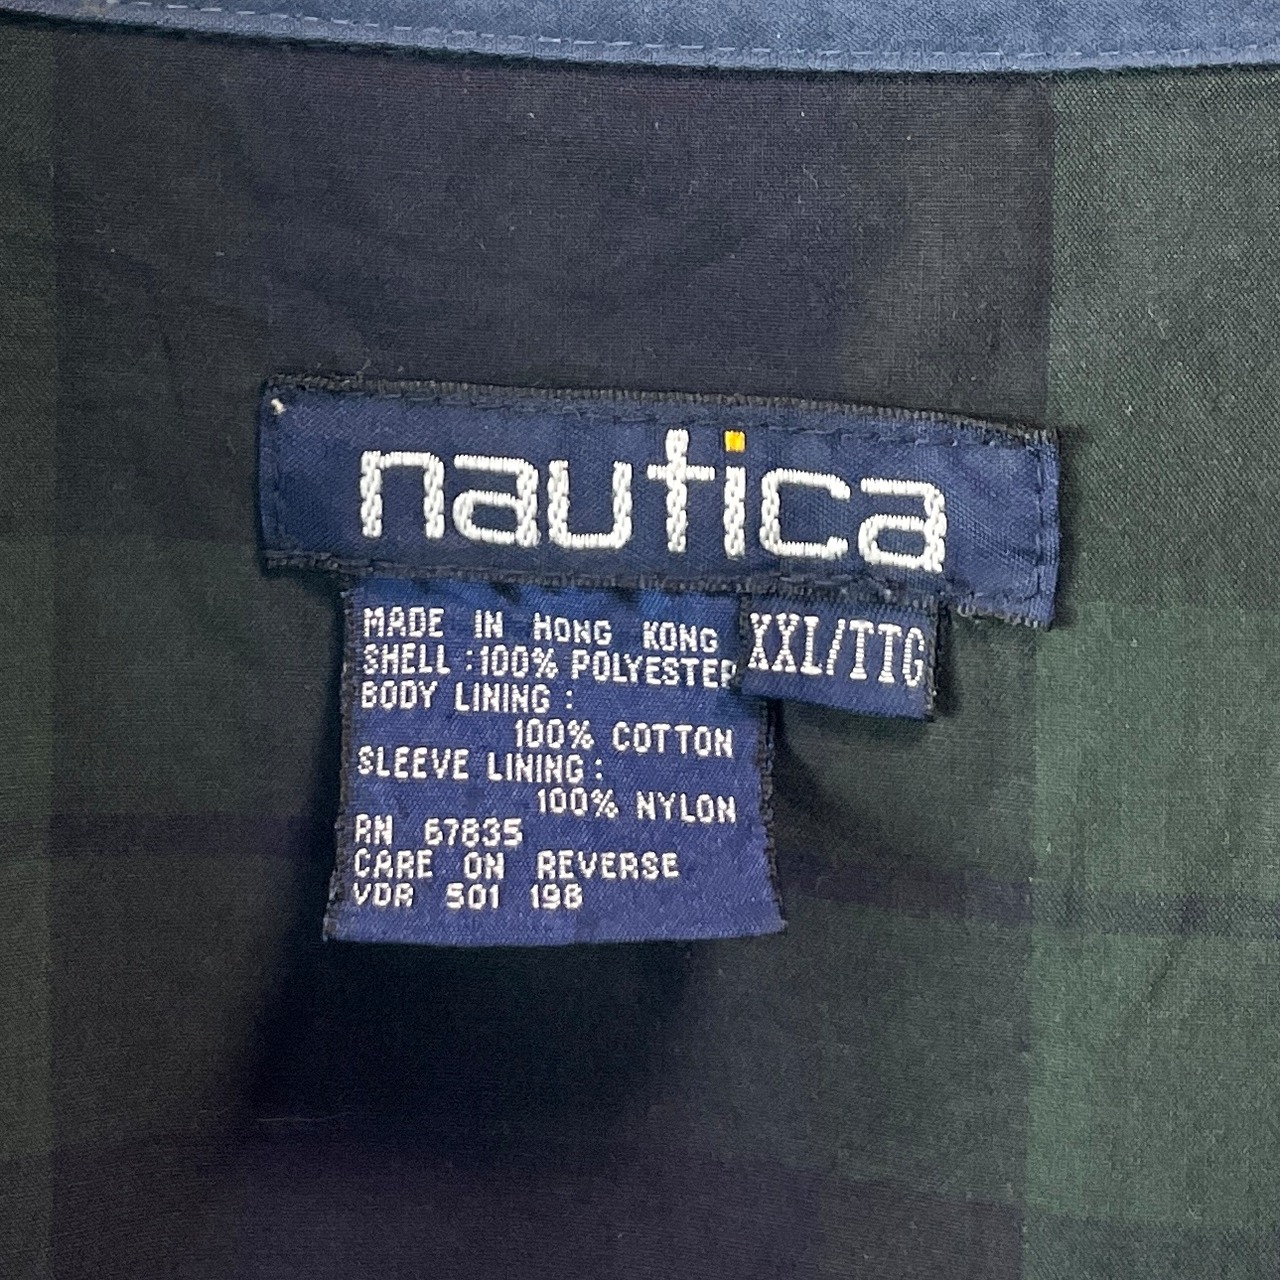 nautica
XXL/TTG
MADE IN HONG KONG
SHELL :100% POLYESTER
BODY LINING :
100% COTTON
SLEEVE LINING :
100% NYLON
RN 67835
CARE ON REVERSE
VDR 501 198